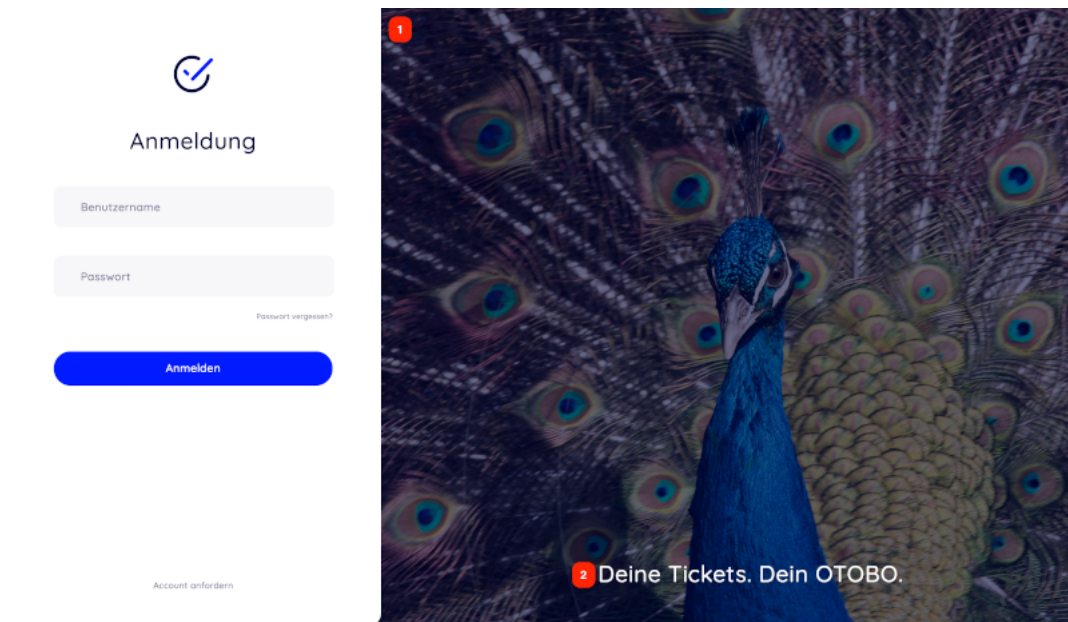 Anmeldung
Benutzername
Passwort
Passwort vergessen?
Anmelden
Account anfordern
1
2 Deine Tickets. Dein OTOBO.